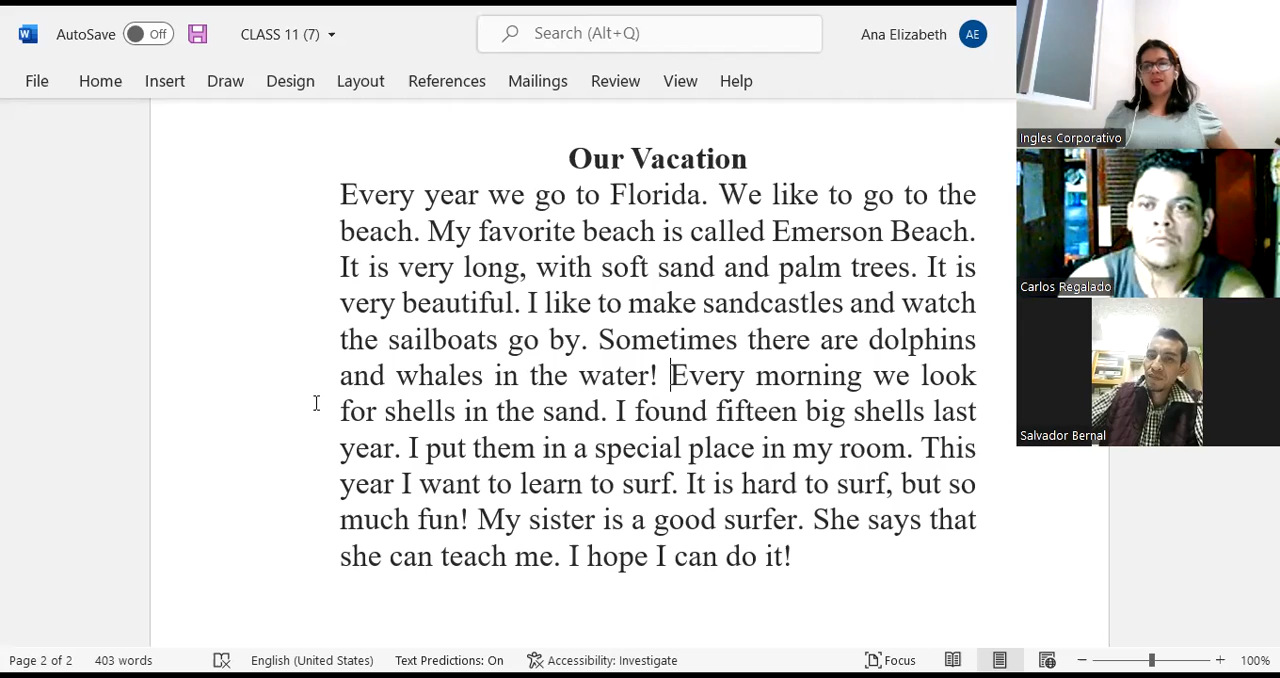 AutoSave Off CLASS 11 (7) Search (Alt+Q) Ana Elizabeth AE
File Home Insert Draw Design Layout References Mailings Review View Help
Our Vacation
Every year we go to Florida. We like to go to the
beach. My favorite beach is called Emerson Beach.
It is very long, with soft sand and palm trees. It is
very beautiful. I like to make sandcastles and watch
the sailboats go by. Sometimes there are dolphins
and whales in the water! Every morning we look
for shells in the sand. I found fifteen big shells last
year. I put them in a special place in my room. This
year I want to learn to surf. It is hard to surf, but so
much fun! My sister is a good surfer. She says that
she can teach me. I hope I can do it!
Page 2 of 2 403 words English (United States) Text Predictions: On Accessibility: Investigate Focus 100%
Ingles Corporativo
Carlos Regalado
Salvador Bernal